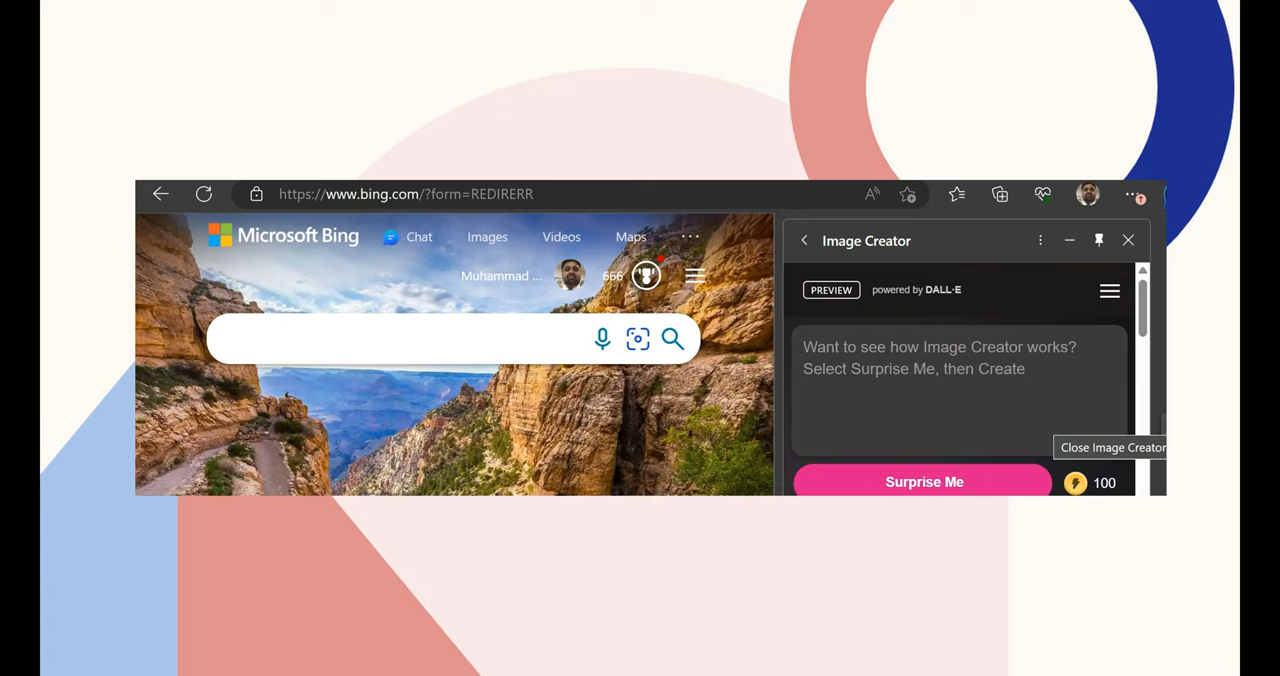 https://www.bing.com/?form=REDIRERR
Microsoft Bing Chat Images Videos Maps ...
Muhammad ... 666
Image Creator
PREVIEW powered by DALL·E
Want to see how Image Creator works?
Select Surprise Me, then Create
Close Image Creator
Surprise Me 100